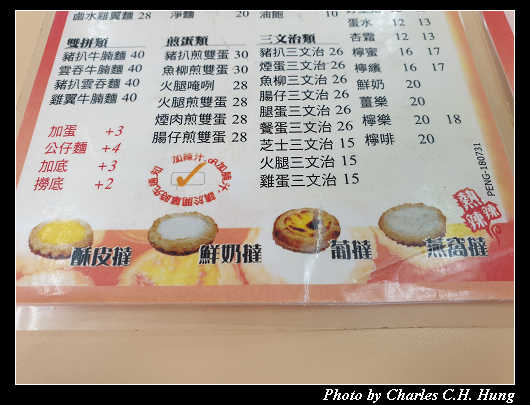 鹵水雞翼麵 28
淨麵 20
油飽 10
雙拼類
豬扒牛腩麵 40
雲吞牛腩麵 40
豬扒雲吞麵 40
雞翼牛腩麵 40
加蛋 +3
公仔麵 +4
加底 +3
撈底 +2
煎蛋類
豬扒煎雙蛋 30
魚柳煎雙蛋 30
火腿唵咧 28
火腿煎雙蛋 28
煙肉煎雙蛋 28
腸仔煎雙蛋 28
三文治類
豬扒三文治 26
煙蛋三文治 26
魚柳三文治 26
腸仔三文治 26
腿蛋三文治 26
餐蛋三文治 26
芝士三文治 15
火腿三文治 15
雞蛋三文治 15
12 13
蛋水 12 13
杏霜 12 13
檸蜜 16 17
檸檬 16 17
鮮奶 20
薑樂 20
檸樂 20 18
檸啡 20
PENG-180731
熱辣辣
酥皮撻
鮮奶撻
葡撻
燕窩撻
Photo by Charles C.H. Hung